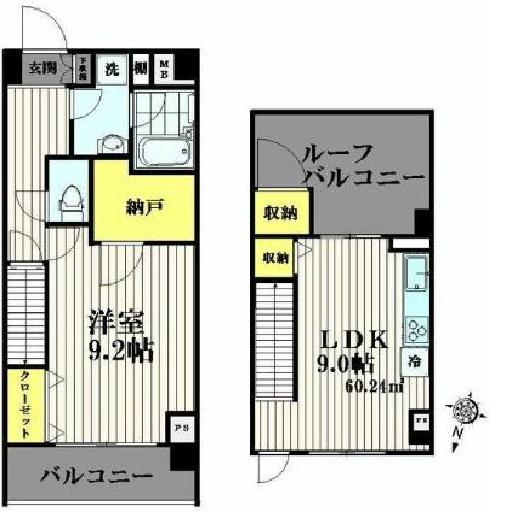 玄関
下駄箱
洗
棚
MB
納戸
洋室
9.2帖
クローゼット
PS
バルコニー
ルーフ
バルコニー
収納
収納
LDK
9.0帖
60.24㎡
冷
PS
N